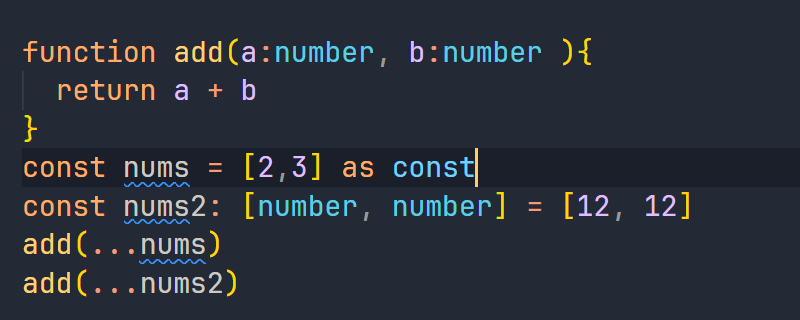 function add(a:number, b:number ){
  return a + b
}
const nums = [2,3] as const
const nums2: [number, number] = [12, 12]
add(...nums)
add(...nums2)